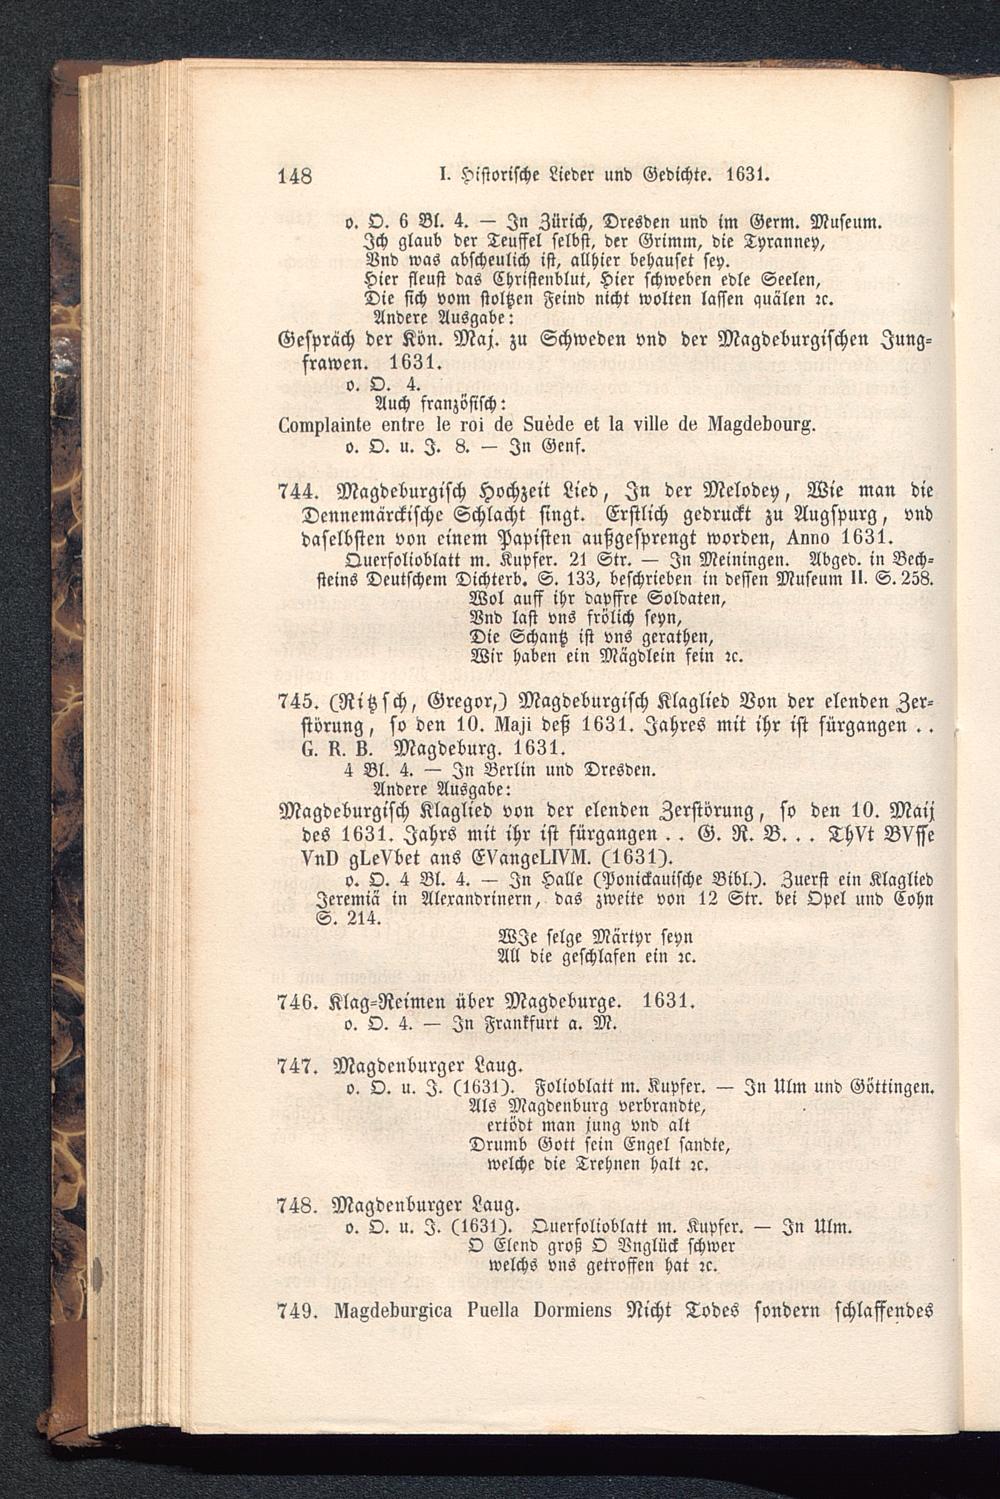 148 I. Historische Lieder und Gedichte. 1631.
o. O. 6 Bl. 4. — In Zürich, Dresden und im Germ. Museum.
Ich glaub der Teuffel selbst, der Grimm, die Tyranney,
Vnd was abscheulich ist, allhier behauset sey.
Hier fleust das Christenblut, Hier schweben edle Seelen,
Die sich vom stoltzen Feind nicht wolten lassen quälen ꝛc.
Andere Ausgabe:
Gespräch der Kön. Maj. zu Schweden vnd der Magdeburgischen Jung-
frawen. 1631.
o. O. 4.
Auch französisch:
Complainte entre le roi de Suède et la ville de Magdebourg.
o. O. u. J. 8. — In Genf.
744. Magdeburgisch Hochzeit Lied, In der Melodey, Wie man die
Dennemärckische Schlacht singt. Erstlich gedruckt zu Augspurg, vnd
daselbsten von einem Papisten außgesprengt worden, Anno 1631.
Querfolioblatt m. Kupfer. 21 Str. — In Meiningen. Abged. in Bech-
steins Deutschem Dichterb. S. 133, beschrieben in dessen Museum II. S. 258.
Wol auff ihr dapffre Soldaten,
Vnd last vns frölich seyn,
Die Schantz ist vns gerathen,
Wir haben ein Mägdlein fein ꝛc.
745. (Ritzsch, Gregor,) Magdeburgisch Klaglied Von der elenden Zer-
störung, so den 10. Maji deß 1631. Jahres mit ihr ist fürgangen . .
G. R. B. Magdeburg. 1631.
4 Bl. 4. — In Berlin und Dresden.
Andere Ausgabe:
Magdeburgisch Klaglied von der elenden Zerstörung, so den 10. Maij
des 1631. Jahrs mit ihr ist fürgangen . . G. R. B. . . ThVt BVsse
VnD gLeVbet ans EVangeLIVM. (1631).
o. O. 4 Bl. 4. — In Halle (Ponickauische Bibl.). Zuerst ein Klaglied
Jeremiä in Alexandrinern, das zweite von 12 Str. bei Opel und Cohn
S. 214.
WJe selge Märtyr seyn
All die geschlafen ein ꝛc.
746. Klag-Reimen über Magdeburge. 1631.
o. O. 4. — In Frankfurt a. M.
747. Magdenburger Laug.
o. O. u. J. (1631). Folioblatt m. Kupfer. — In Ulm und Göttingen.
Als Magdenburg verbrandte,
ertödt man jung vnd alt
Drumb Gott sein Engel sandte,
welche die Trehnen halt ꝛc.
748. Magdenburger Laug.
o. O. u. J. (1631). Querfolioblatt m. Kupfer. — In Ulm.
O Elend groß O Vnglück schwer
welchs vns getroffen hat ꝛc.
749. Magdeburgica Puella Dormiens Nicht Todes sondern schlaffendes